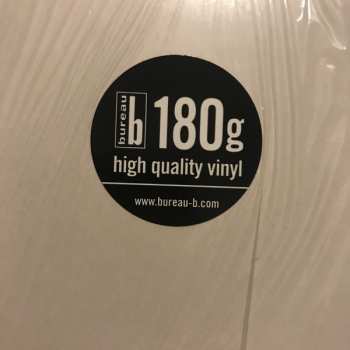 bureau b 180g
high quality vinyl
www.bureau-b.com